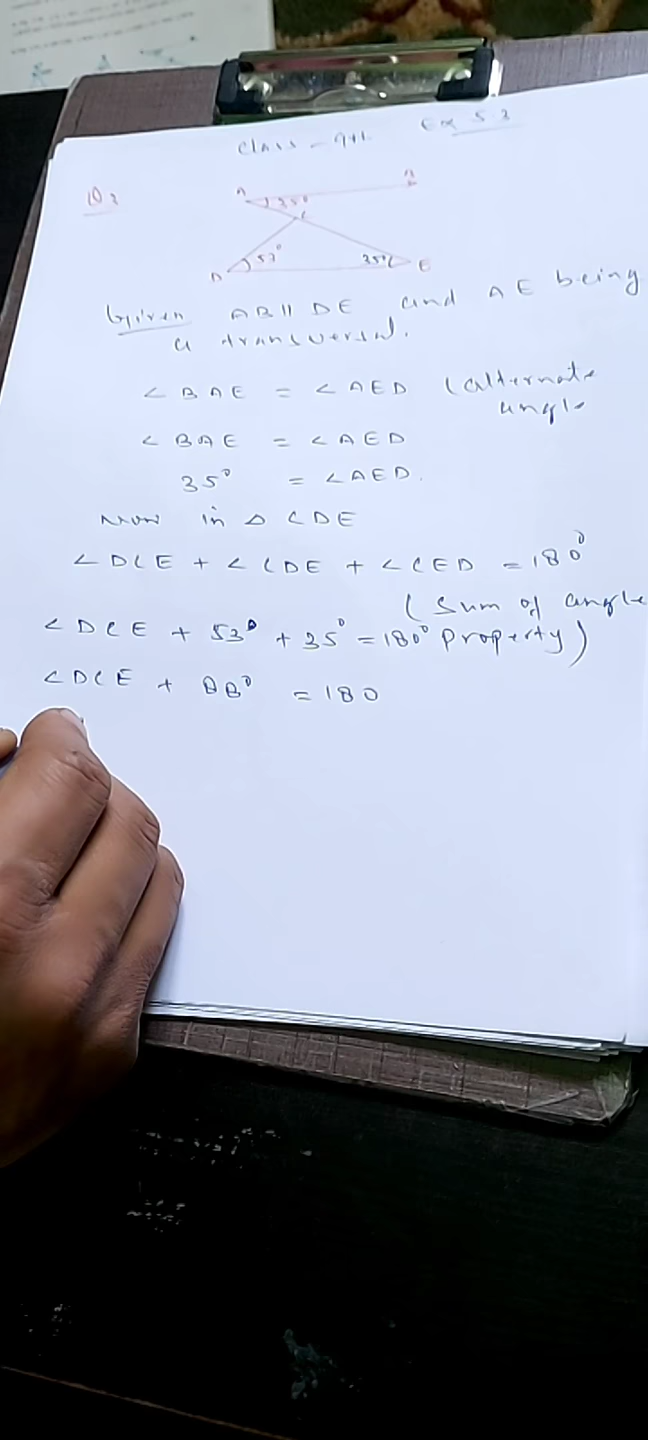 Class - 9th Ex 5.3
Q2
A 35° B
C
D 53° 35° E
Given AB || DE and AE being
a transversal.
∠BAE = ∠AED (alternate
angle
∠BAE = ∠AED
35° = ∠AED.
Now in △ CDE
∠DCE + ∠CDE + ∠CED = 180°
(Sum of angle
∠DCE + 53° + 35° = 180° property)
∠DCE + 88° = 180